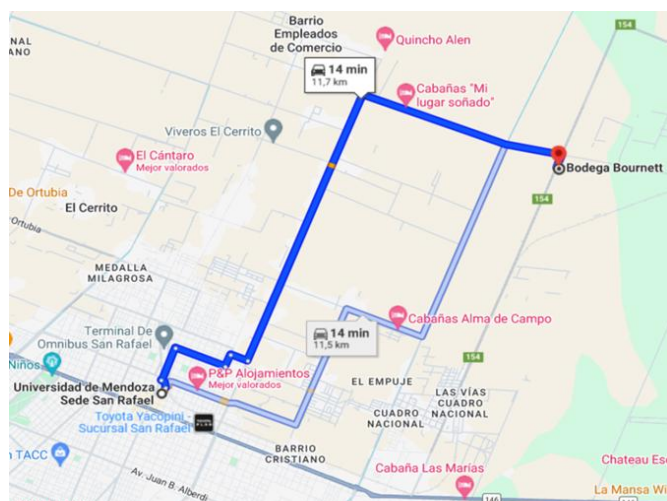 Barrio
Empleados
de Comercio
Quincho Alen
14 min
11,7 km
Cabañas "Mi
lugar soñado"
Viveros El Cerrito
El Cántaro
Mejor valorados
Bodega Bournett
154
De Ortubia
El Cerrito
Ortubia
154
MEDALLA
MILAGROSA
Cabañas Alma de Campo
Terminal De
Omnibus San Rafael
14 min
11,5 km
Niños
P&P Alojamientos
Mejor valorados
EL EMPUJE
Universidad de Mendoza
Sede San Rafael
LAS VÍAS
CUADRO
NACIONAL
CUADRO
NACIONAL
Toyota Yacopini -
Sucursal San Rafael
BARRIO
CRISTIANO
TACC
Cabaña Las Marías
Chateau Es
Av. Juan B. Alberdi
146
La Mansa Wi